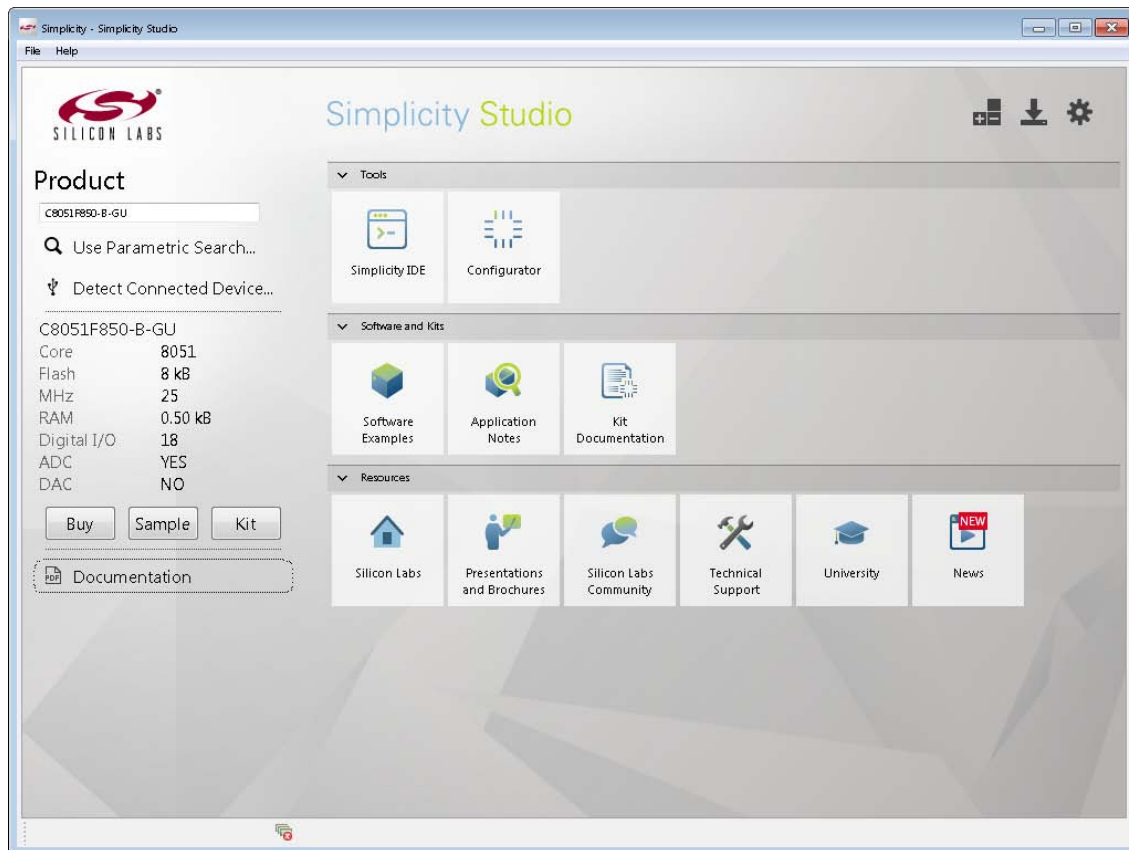 Simplicity - Simplicity Studio
File Help
SILICON LABS
®
Simplicity Studio
Product
C8051F850-B-GU
Use Parametric Search...
Detect Connected Device...
C8051F850-B-GU
Core 8051
Flash 8 kB
MHz 25
RAM 0.50 kB
Digital I/O 18
ADC YES
DAC NO
Buy Sample Kit
PDF Documentation
Tools
Simplicity IDE
Configurator
Software and Kits
Software
Examples
Application
Notes
Kit
Documentation
Resources
Silicon Labs
Presentations
and Brochures
Silicon Labs
Community
Technical
Support
University
NEW
News